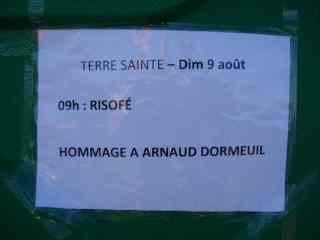 TERRE SAINTE – Dim 9 août
09h : RISOFÉ
HOMMAGE A ARNAUD DORMEUIL